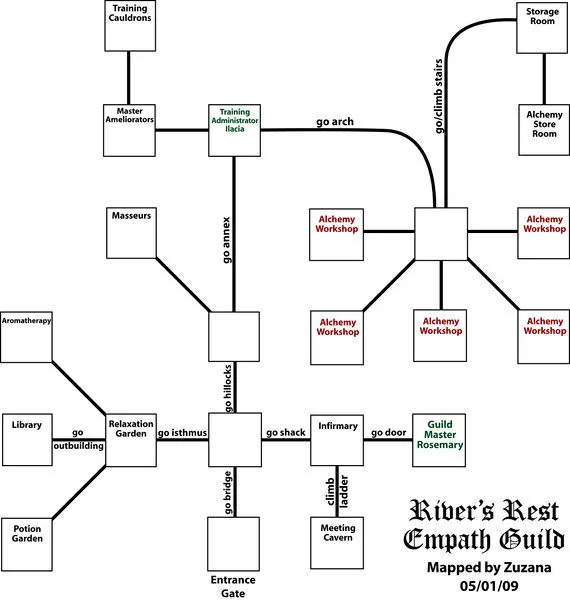 Training
Cauldrons
Storage
Room
go/climb stairs
Master
Ameliorators
Training
Administrator
Ilacia
go arch
Alchemy
Store
Room
Masseurs
go annex
Alchemy
Workshop
Alchemy
Workshop
Aromatherapy
Alchemy
Workshop
Alchemy
Workshop
Alchemy
Workshop
go hillocks
Library
go
outbuilding
Relaxation
Garden
go isthmus
go shack
Infirmary
go door
Guild
Master
Rosemary
go bridge
climb
ladder
Potion
Garden
Meeting
Cavern
Entrance
Gate
River's Rest
Empath Guild
Mapped by Zuzana
05/01/09